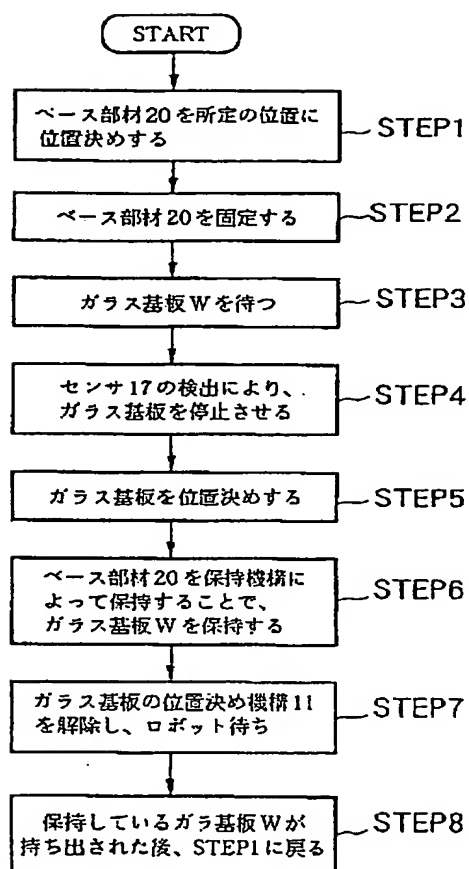 START
ベース部材20を所定の位置に
位置決めする
STEP1
ベース部材20を固定する
STEP2
ガラス基板Wを待つ
STEP3
センサ17の検出により、
ガラス基板を停止させる
STEP4
ガラス基板を位置決めする
STEP5
ベース部材20を保持機構に
よって保持することで、
ガラス基板Wを保持する
STEP6
ガラス基板の位置決め機構11
を解除し、ロボット待ち
STEP7
保持しているガラ基板Wが
持ち出された後、STEP1に戻る
STEP8